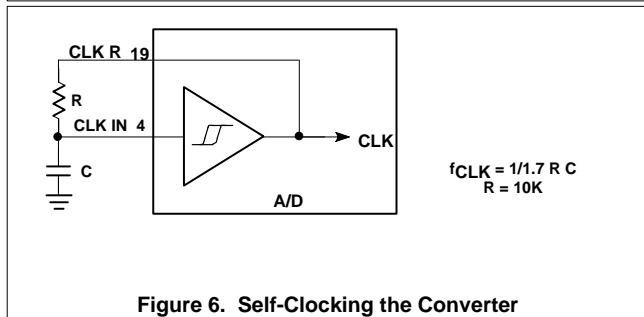 CLK R 19
R
CLK IN 4
CLK
C
A/D
fCLK = 1/1.7 R C
R = 10K
Figure 6. Self-Clocking the Converter